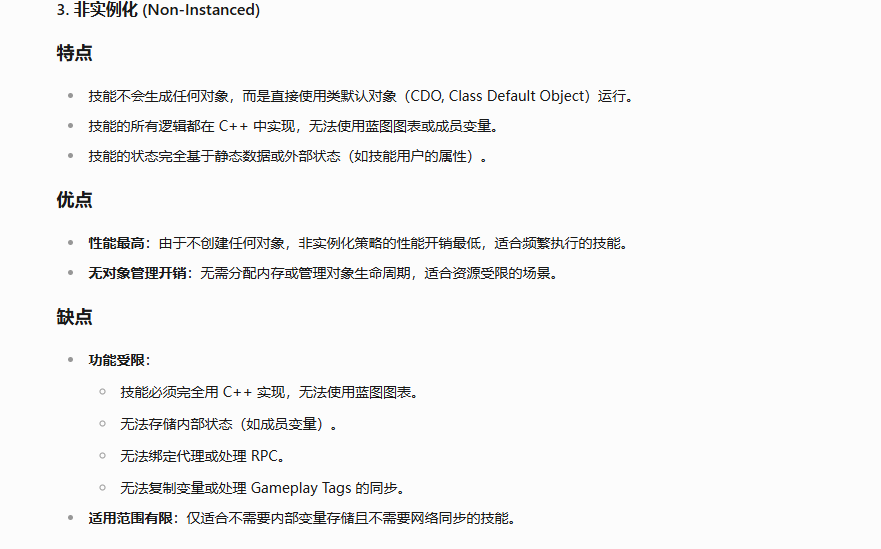 3. 非实例化 (Non-Instanced)
特点
技能不会生成任何对象，而是直接使用类默认对象（CDO, Class Default Object）运行。
技能的所有逻辑都在 C++ 中实现，无法使用蓝图图表或成员变量。
技能的状态完全基于静态数据或外部状态（如技能用户的属性）。
优点
性能最高：由于不创建任何对象，非实例化策略的性能开销最低，适合频繁执行的技能。
无对象管理开销：无需分配内存或管理对象生命周期，适合资源受限的场景。
缺点
功能受限：
技能必须完全用 C++ 实现，无法使用蓝图图表。
无法存储内部状态（如成员变量）。
无法绑定代理或处理 RPC。
无法复制变量或处理 Gameplay Tags 的同步。
适用范围有限：仅适合不需要内部变量存储且不需要网络同步的技能。